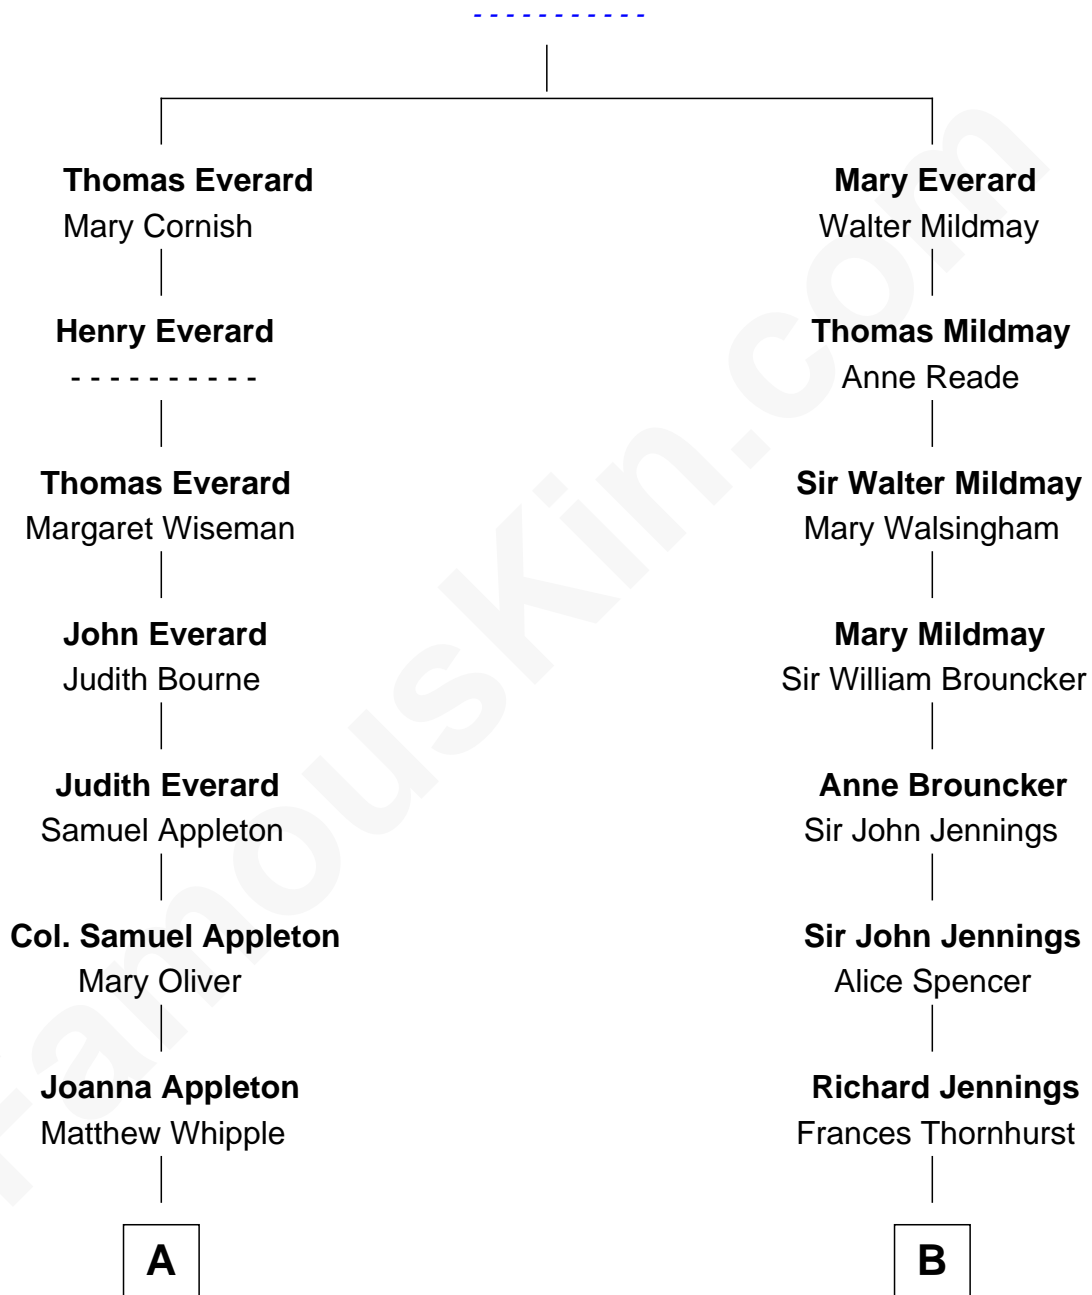 - - - - - - - - - - -
Thomas Everard
Mary Cornish
Mary Everard
Walter Mildmay
Henry Everard
- - - - - - - - - -
Thomas Mildmay
Anne Reade
Thomas Everard
Margaret Wiseman
Sir Walter Mildmay
Mary Walsingham
John Everard
Judith Bourne
Mary Mildmay
Sir William Brouncker
Judith Everard
Samuel Appleton
Anne Brouncker
Sir John Jennings
Col. Samuel Appleton
Mary Oliver
Sir John Jennings
Alice Spencer
Joanna Appleton
Matthew Whipple
Richard Jennings
Frances Thornhurst
A
B
FamousKin.com